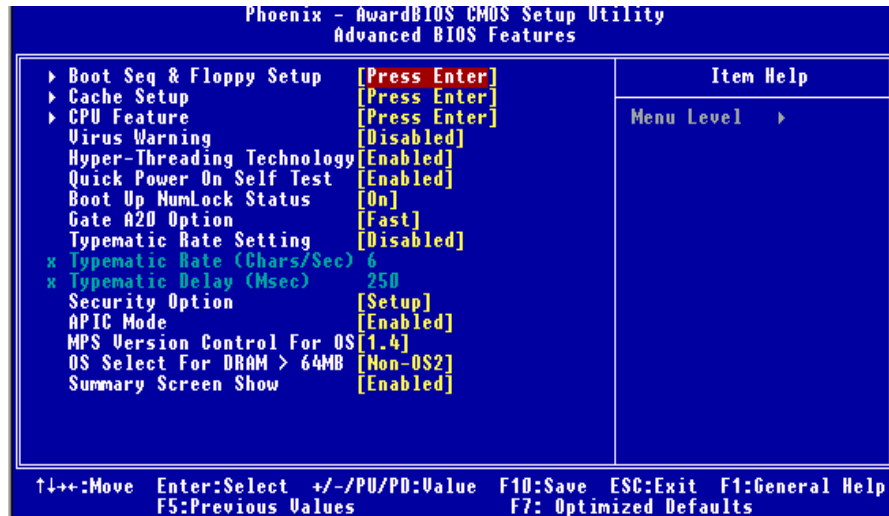 Phoenix - AwardBIOS CMOS Setup Utility
Advanced BIOS Features
Boot Seq & Floppy Setup [Press Enter]
Cache Setup [Press Enter]
CPU Feature [Press Enter]
Virus Warning [Disabled]
Hyper-Threading Technology[Enabled]
Quick Power On Self Test [Enabled]
Boot Up NumLock Status [On]
Gate A20 Option [Fast]
Typematic Rate Setting [Disabled]
x Typematic Rate (Chars/Sec) 6
x Typematic Delay (Msec) 250
Security Option [Setup]
APIC Mode [Enabled]
MPS Version Control For OS[1.4]
OS Select For DRAM > 64MB [Non-OS2]
Summary Screen Show [Enabled]
Item Help
Menu Level
↑↓→←:Move Enter:Select +/-/PU/PD:Value F10:Save ESC:Exit F1:General Help
F5:Previous Values F7: Optimized Defaults